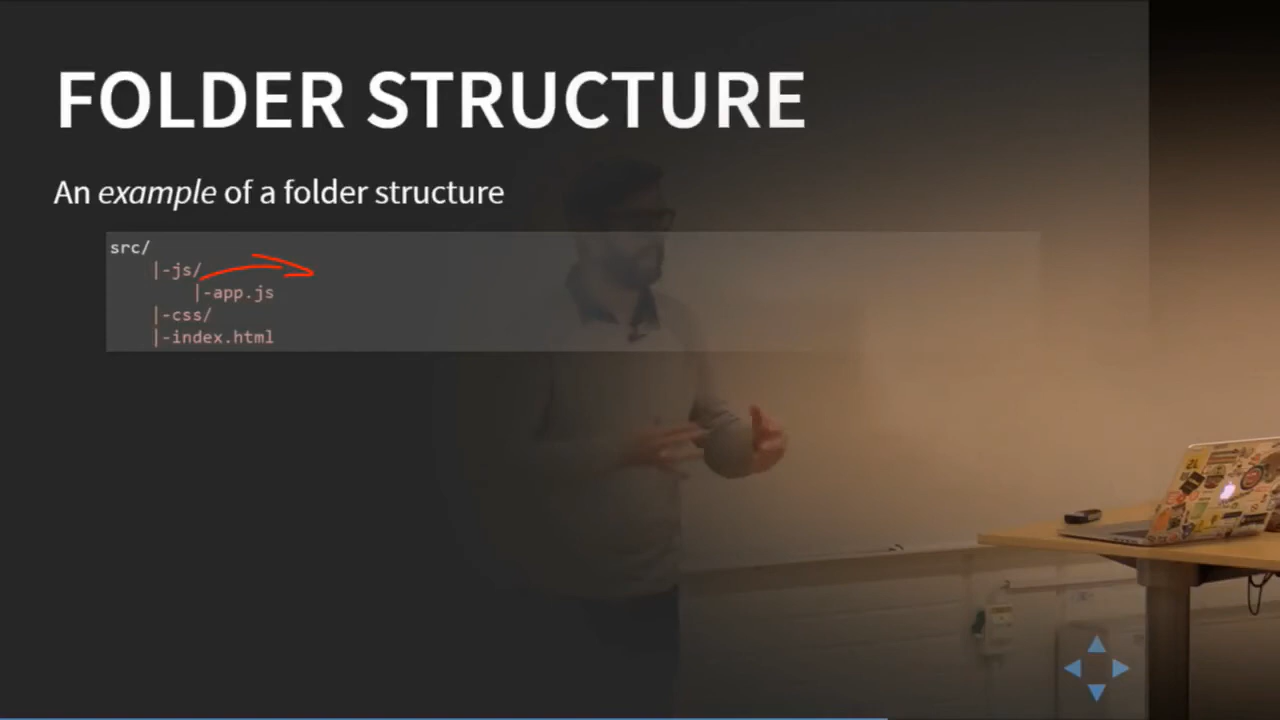 FOLDER STRUCTURE
An example of a folder structure
src/
|-js/
|-app.js
|-css/
|-index.html